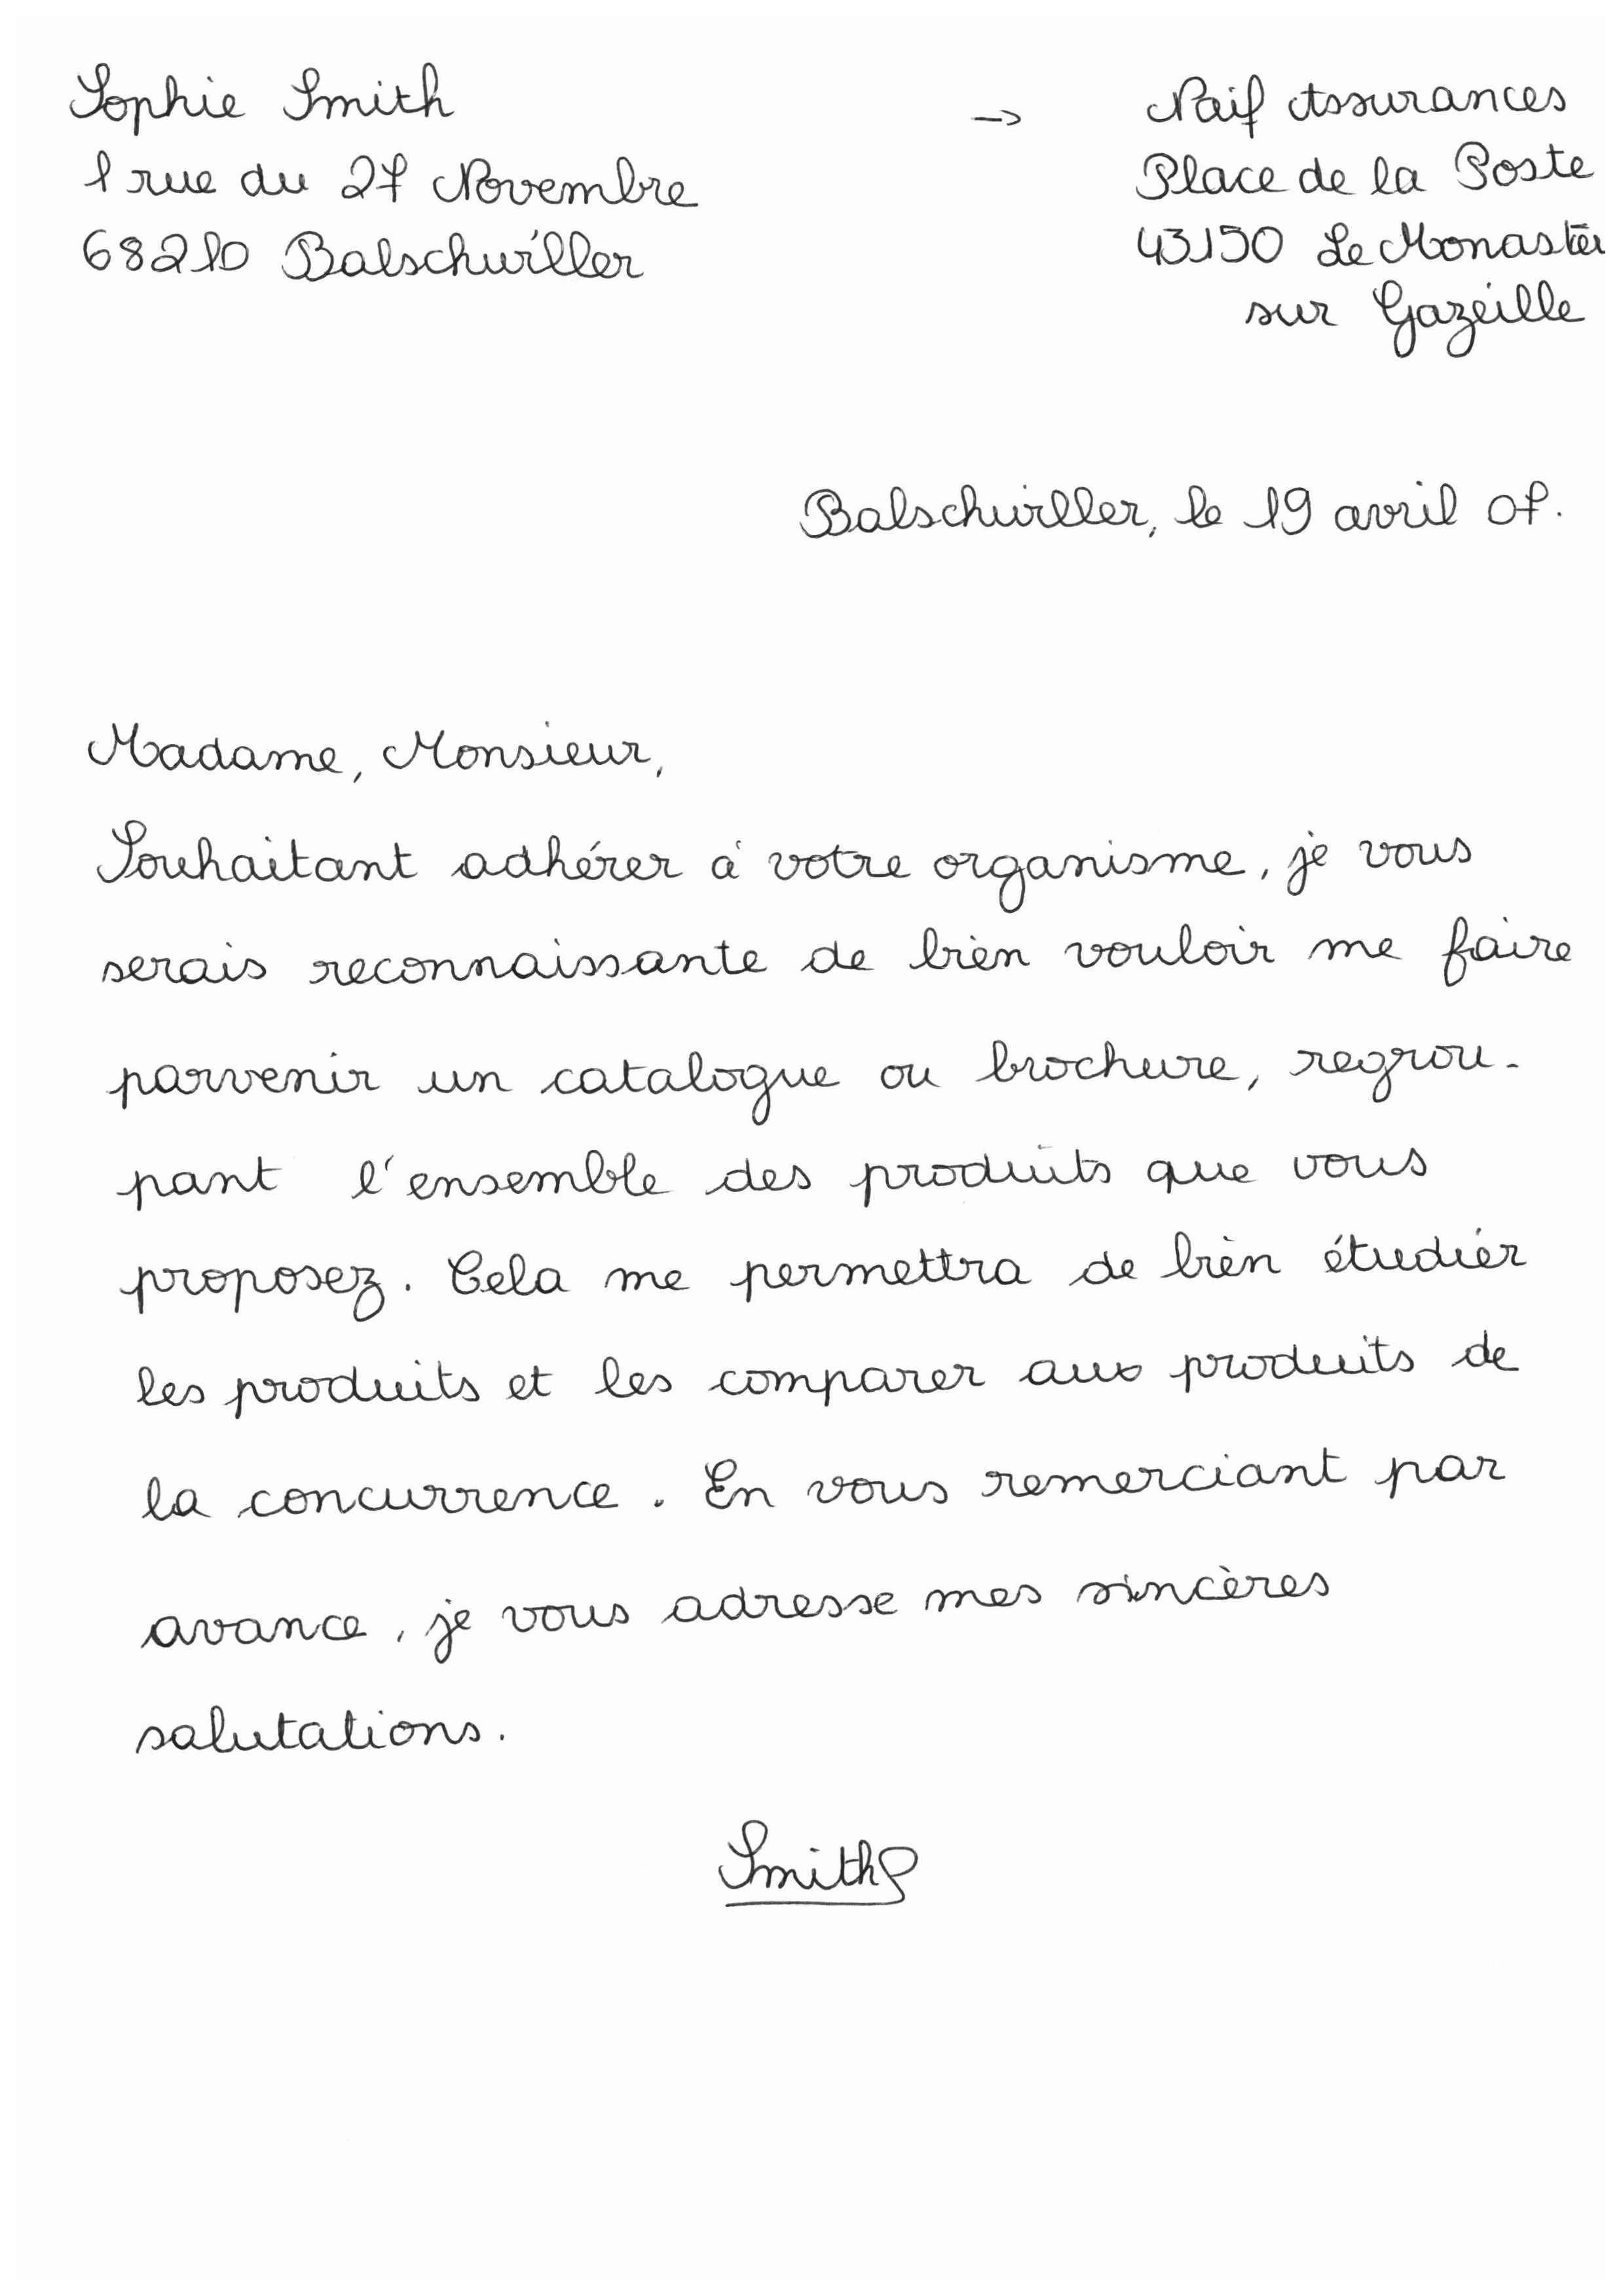 Sophie Smith
1 rue du 27 Novembre
68210 Balschwiller
→ Naif Assurances
Place de la Poste
43150 Le Monastèr
sur Gazeille
Balschwiller, le 19 avril 07.
Madame, Monsieur,
Souhaitant adhérer à votre organisme, je vous
serais reconnaissante de bien vouloir me faire
parvenir un catalogue ou brochure, regrou-
pant l'ensemble des produits que vous
proposez. Cela me permettra de bien étudier
les produits et les comparer aux produits de
la concurrence. En vous remerciant par
avance, je vous adresse mes sincères
salutations.
SmithS